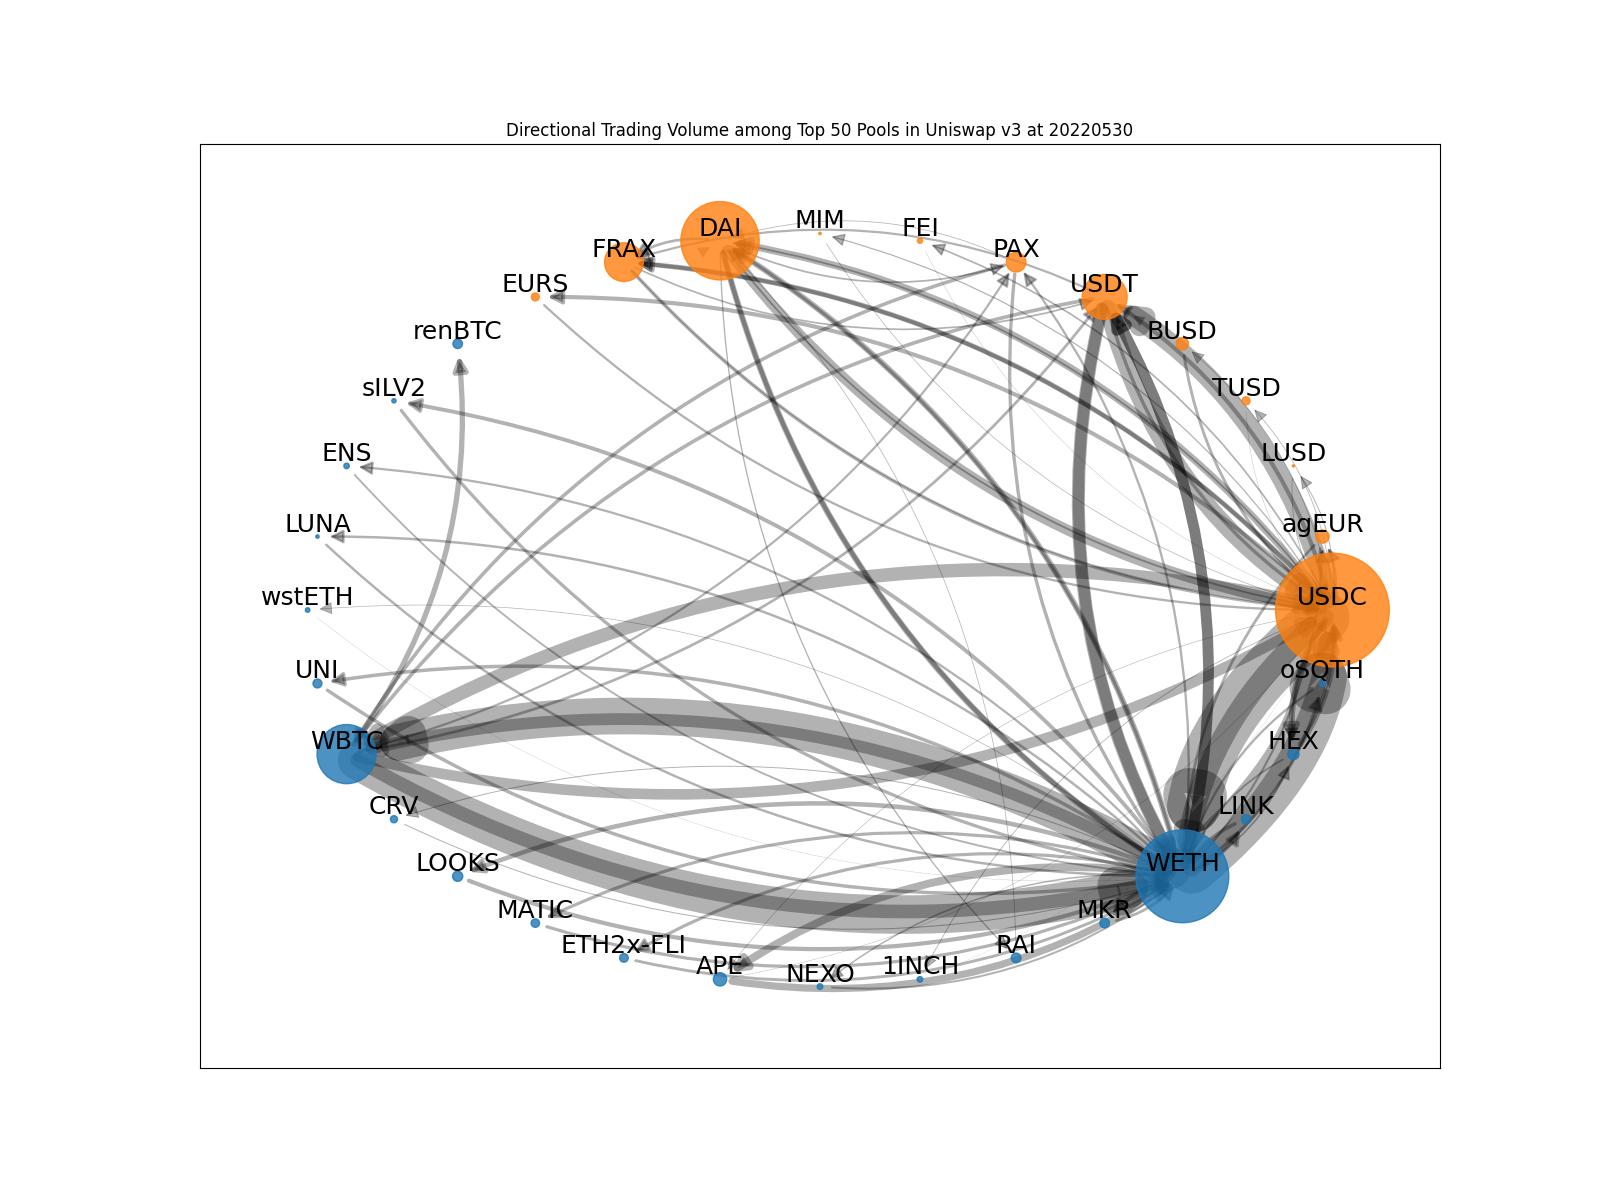 Directional Trading Volume among Top 50 Pools in Uniswap v3 at 20220530
MIM
DAI
FEI
FRAX
PAX
EURS
USDT
renBTC
BUSD
sILV2
TUSD
ENS
LUSD
LUNA
agEUR
wstETH
USDC
UNI
oSQTH
WBTC
HEX
CRV
LINK
LOOKS
WETH
MATIC
MKR
ETH2x-FLI
RAI
APE
1INCH
NEXO